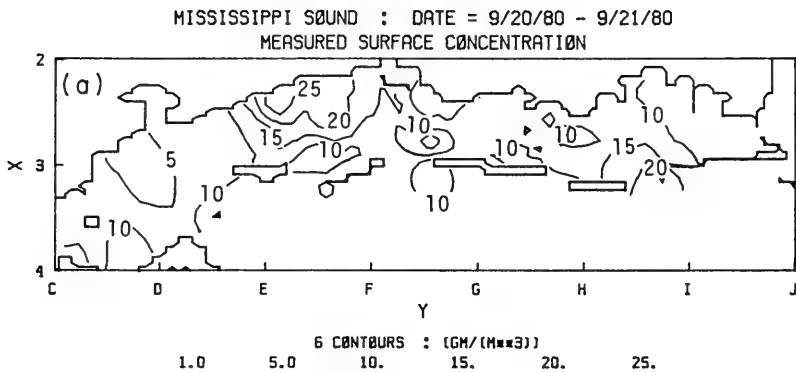 MISSISSIPPI SØUND : DATE = 9/20/80 - 9/21/80
MEASURED SURFACE CØNCENTRATIØN
(a)
2
3
4
X
5
10
10
15
25
20
10
10
10
10
10
15
20
10
C D E F G H I J
Y
6 CØNTØURS : (GM/(M**3))
1.0 5.0 10. 15. 20. 25.